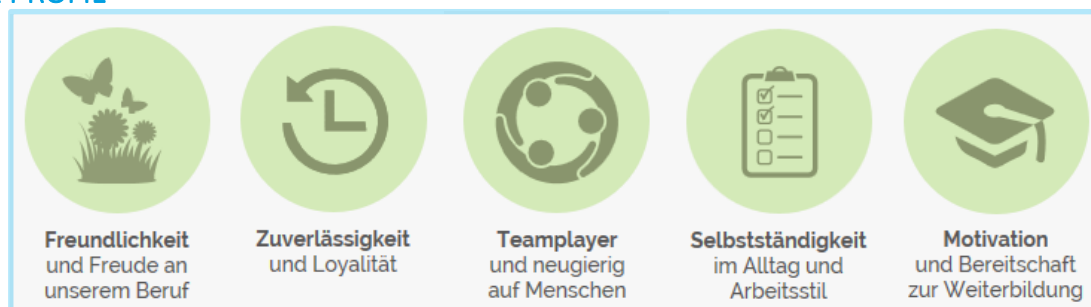 PROFIL
Freundlichkeit
und Freude an
unserem Beruf
Zuverlässigkeit
und Loyalität
Teamplayer
und neugierig
auf Menschen
Selbstständigkeit
im Alltag und
Arbeitsstil
Motivation
und Bereitschaft
zur Weiterbildung